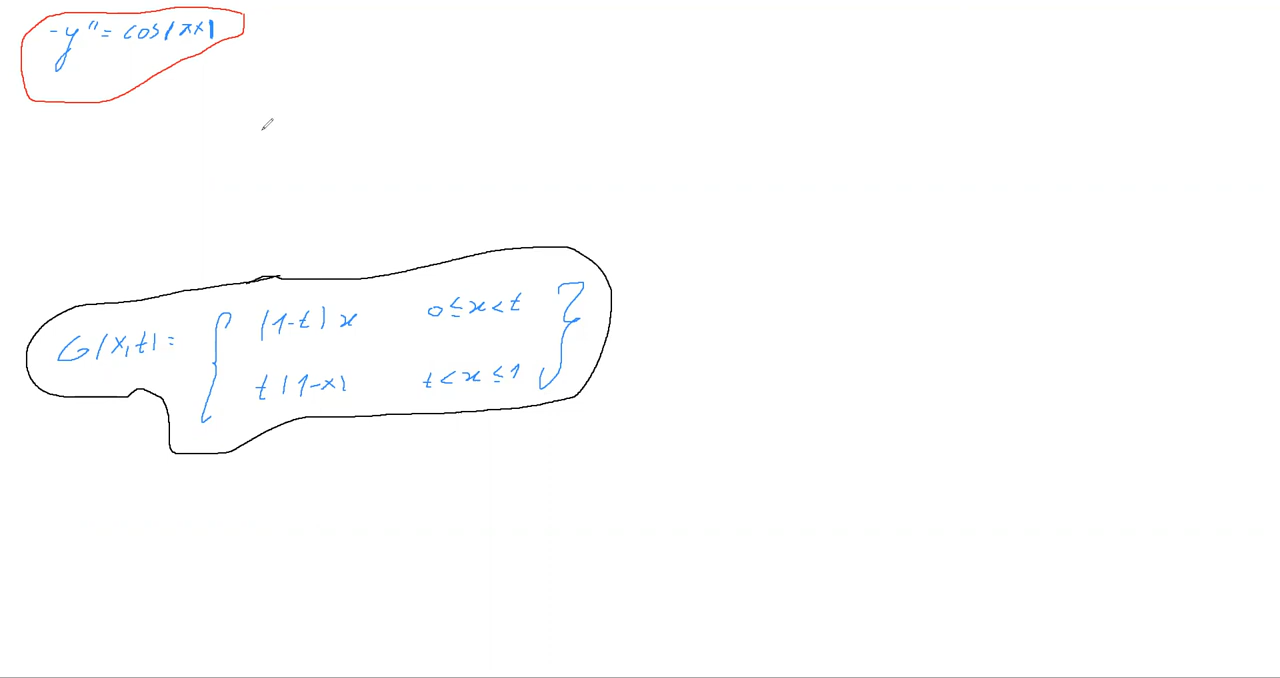 -y" = cos(πx)
G(x,t) = { (1-t) x 0≤x<t
t(1-x) t<x≤1 }